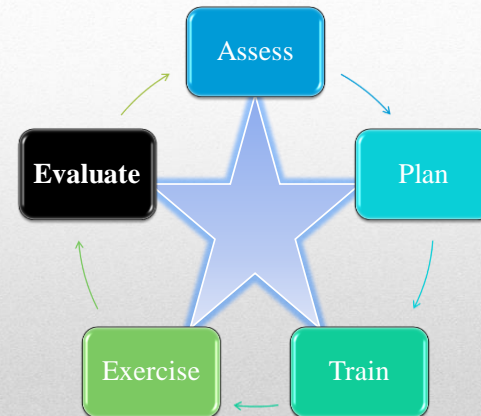 Assess
Plan
Train
Exercise
Evaluate